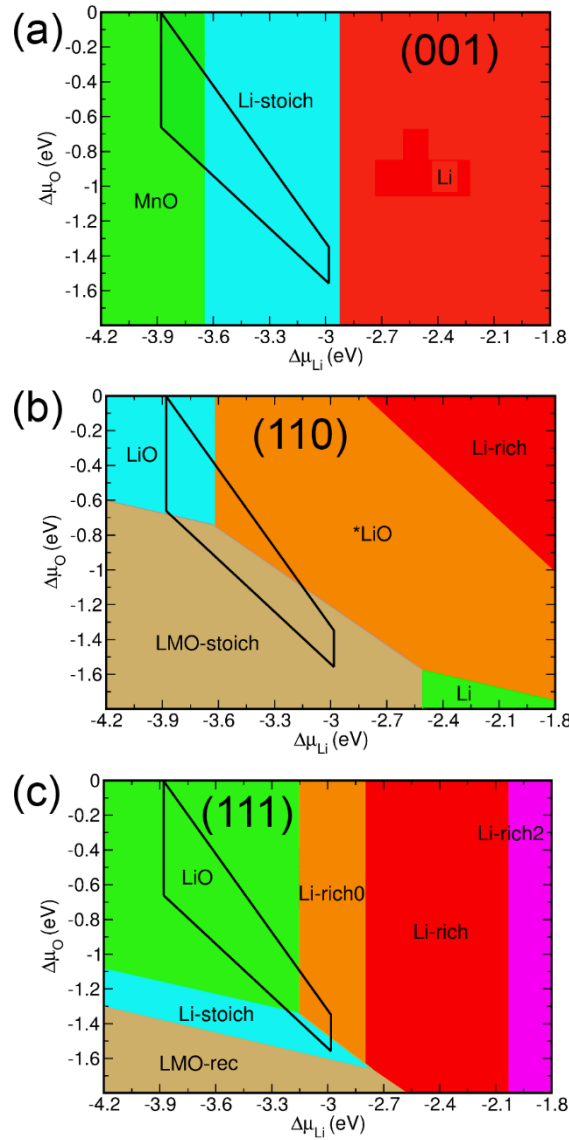 (a)
(001)
0
-0.2
-0.4
-0.6
-0.8
-1
-1.2
-1.4
-1.6
ΔμO (eV)
Li-stoich
MnO
Li
-4.2 -3.9 -3.6 -3.3 -3 -2.7 -2.4 -2.1 -1.8
ΔμLi (eV)
(b)
(110)
0
-0.2
-0.4
-0.6
-0.8
-1
-1.2
-1.4
-1.6
ΔμO (eV)
LiO
Li-rich
*LiO
LMO-stoich
Li
-4.2 -3.9 -3.6 -3.3 -3 -2.7 -2.4 -2.1 -1.8
ΔμLi (eV)
(c)
(111)
0
-0.2
-0.4
-0.6
-0.8
-1
-1.2
-1.4
-1.6
ΔμO (eV)
Li-rich2
LiO
Li-rich0
Li-rich
Li-stoich
LMO-rec
-4.2 -3.9 -3.6 -3.3 -3 -2.7 -2.4 -2.1 -1.8
ΔμLi (eV)